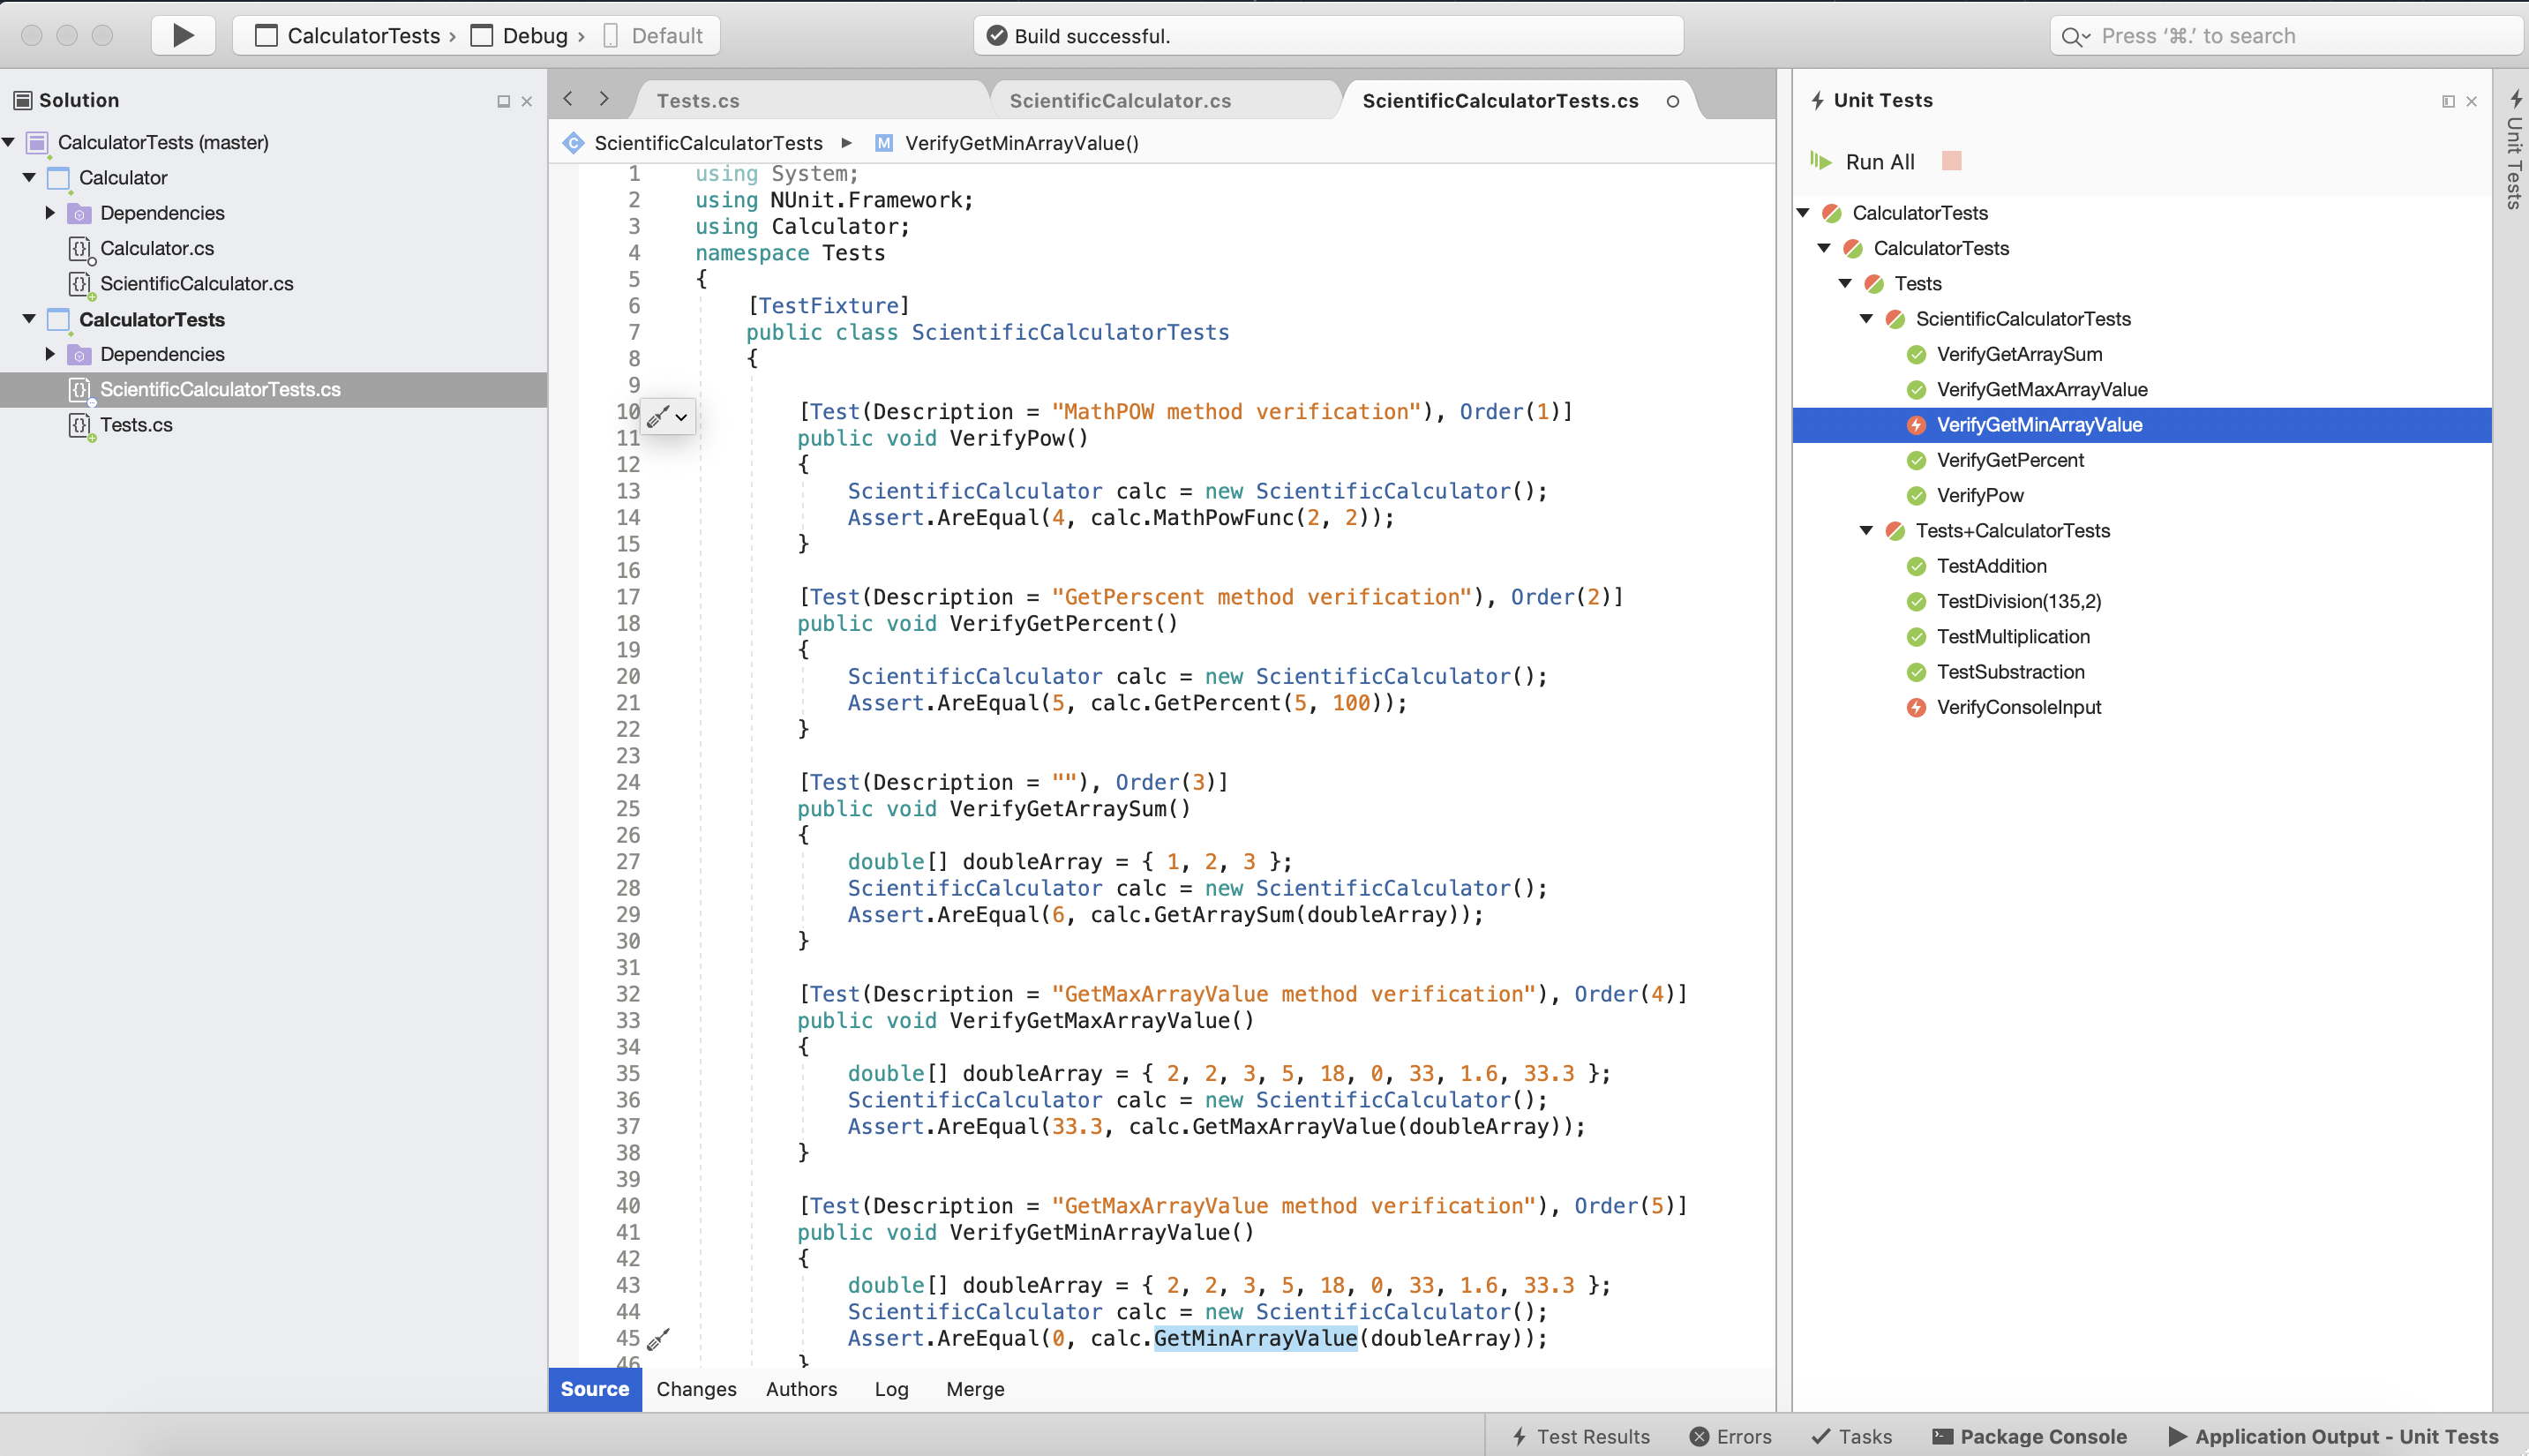 CalculatorTests › Debug › Default
Build successful.
Press ‘⌘.’ to search
Solution
CalculatorTests (master)
Calculator
Dependencies
Calculator.cs
ScientificCalculator.cs
CalculatorTests
Dependencies
ScientificCalculatorTests.cs
Tests.cs
Tests.cs
ScientificCalculator.cs
ScientificCalculatorTests.cs
ScientificCalculatorTests ▸ M VerifyGetMinArrayValue()
1 using System;
2 using NUnit.Framework;
3 using Calculator;
4 namespace Tests
5 {
6 [TestFixture]
7 public class ScientificCalculatorTests
8 {
9
10 [Test(Description = "MathPOW method verification"), Order(1)]
11 public void VerifyPow()
12 {
13 ScientificCalculator calc = new ScientificCalculator();
14 Assert.AreEqual(4, calc.MathPowFunc(2, 2));
15 }
16
17 [Test(Description = "GetPerscent method verification"), Order(2)]
18 public void VerifyGetPercent()
19 {
20 ScientificCalculator calc = new ScientificCalculator();
21 Assert.AreEqual(5, calc.GetPercent(5, 100));
22 }
23
24 [Test(Description = ""), Order(3)]
25 public void VerifyGetArraySum()
26 {
27 double[] doubleArray = { 1, 2, 3 };
28 ScientificCalculator calc = new ScientificCalculator();
29 Assert.AreEqual(6, calc.GetArraySum(doubleArray));
30 }
31
32 [Test(Description = "GetMaxArrayValue method verification"), Order(4)]
33 public void VerifyGetMaxArrayValue()
34 {
35 double[] doubleArray = { 2, 2, 3, 5, 18, 0, 33, 1.6, 33.3 };
36 ScientificCalculator calc = new ScientificCalculator();
37 Assert.AreEqual(33.3, calc.GetMaxArrayValue(doubleArray));
38 }
39
40 [Test(Description = "GetMaxArrayValue method verification"), Order(5)]
41 public void VerifyGetMinArrayValue()
42 {
43 double[] doubleArray = { 2, 2, 3, 5, 18, 0, 33, 1.6, 33.3 };
44 ScientificCalculator calc = new ScientificCalculator();
45 Assert.AreEqual(0, calc.GetMinArrayValue(doubleArray));
46 }
Source Changes Authors Log Merge
Unit Tests
Run All
CalculatorTests
CalculatorTests
Tests
ScientificCalculatorTests
VerifyGetArraySum
VerifyGetMaxArrayValue
VerifyGetMinArrayValue
VerifyGetPercent
VerifyPow
Tests+CalculatorTests
TestAddition
TestDivision(135,2)
TestMultiplication
TestSubstraction
VerifyConsoleInput
Unit Tests
Test Results Errors Tasks Package Console Application Output - Unit Tests